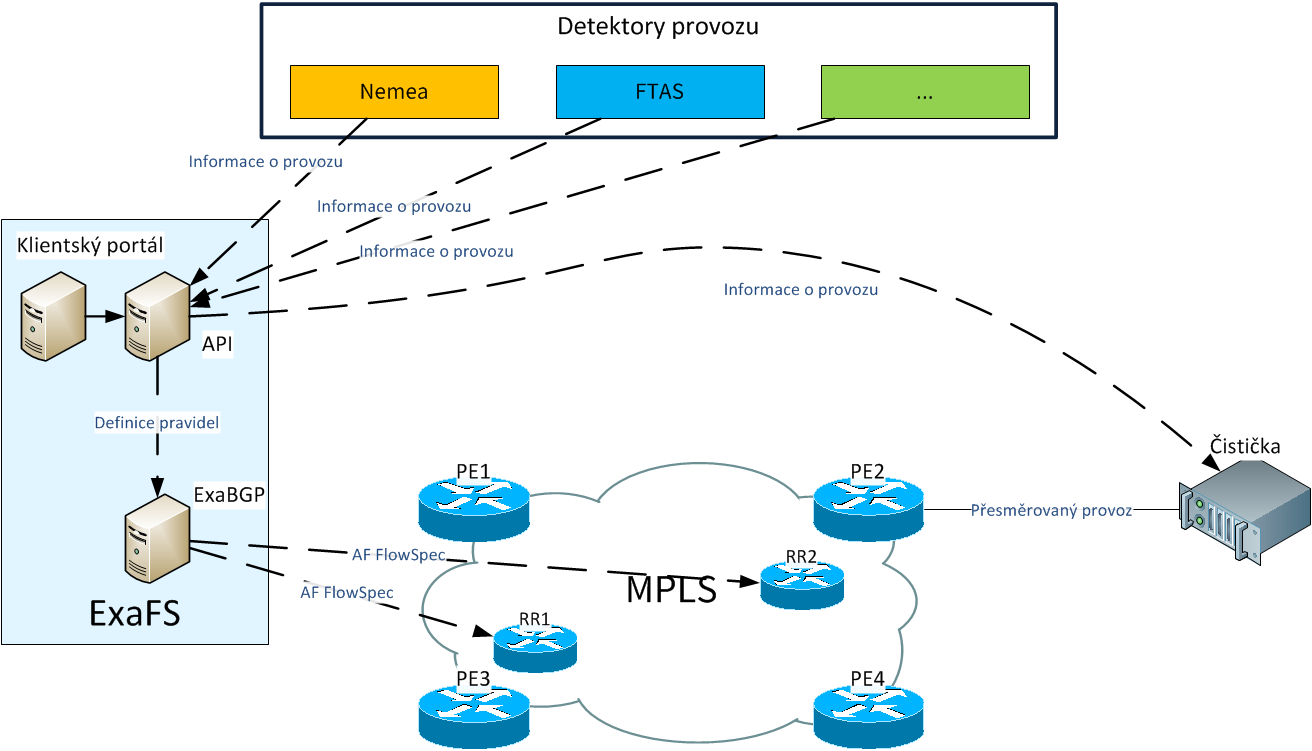 Detektory provozu
Nemea
FTAS
...
Informace o provozu
Informace o provozu
Informace o provozu
Informace o provozu
Klientský portál
API
Definice pravidel
ExaBGP
ExaFS
AF FlowSpec
AF FlowSpec
PE1
PE2
Přesměrovaný provoz
Čistička
RR2
MPLS
RR1
PE3
PE4